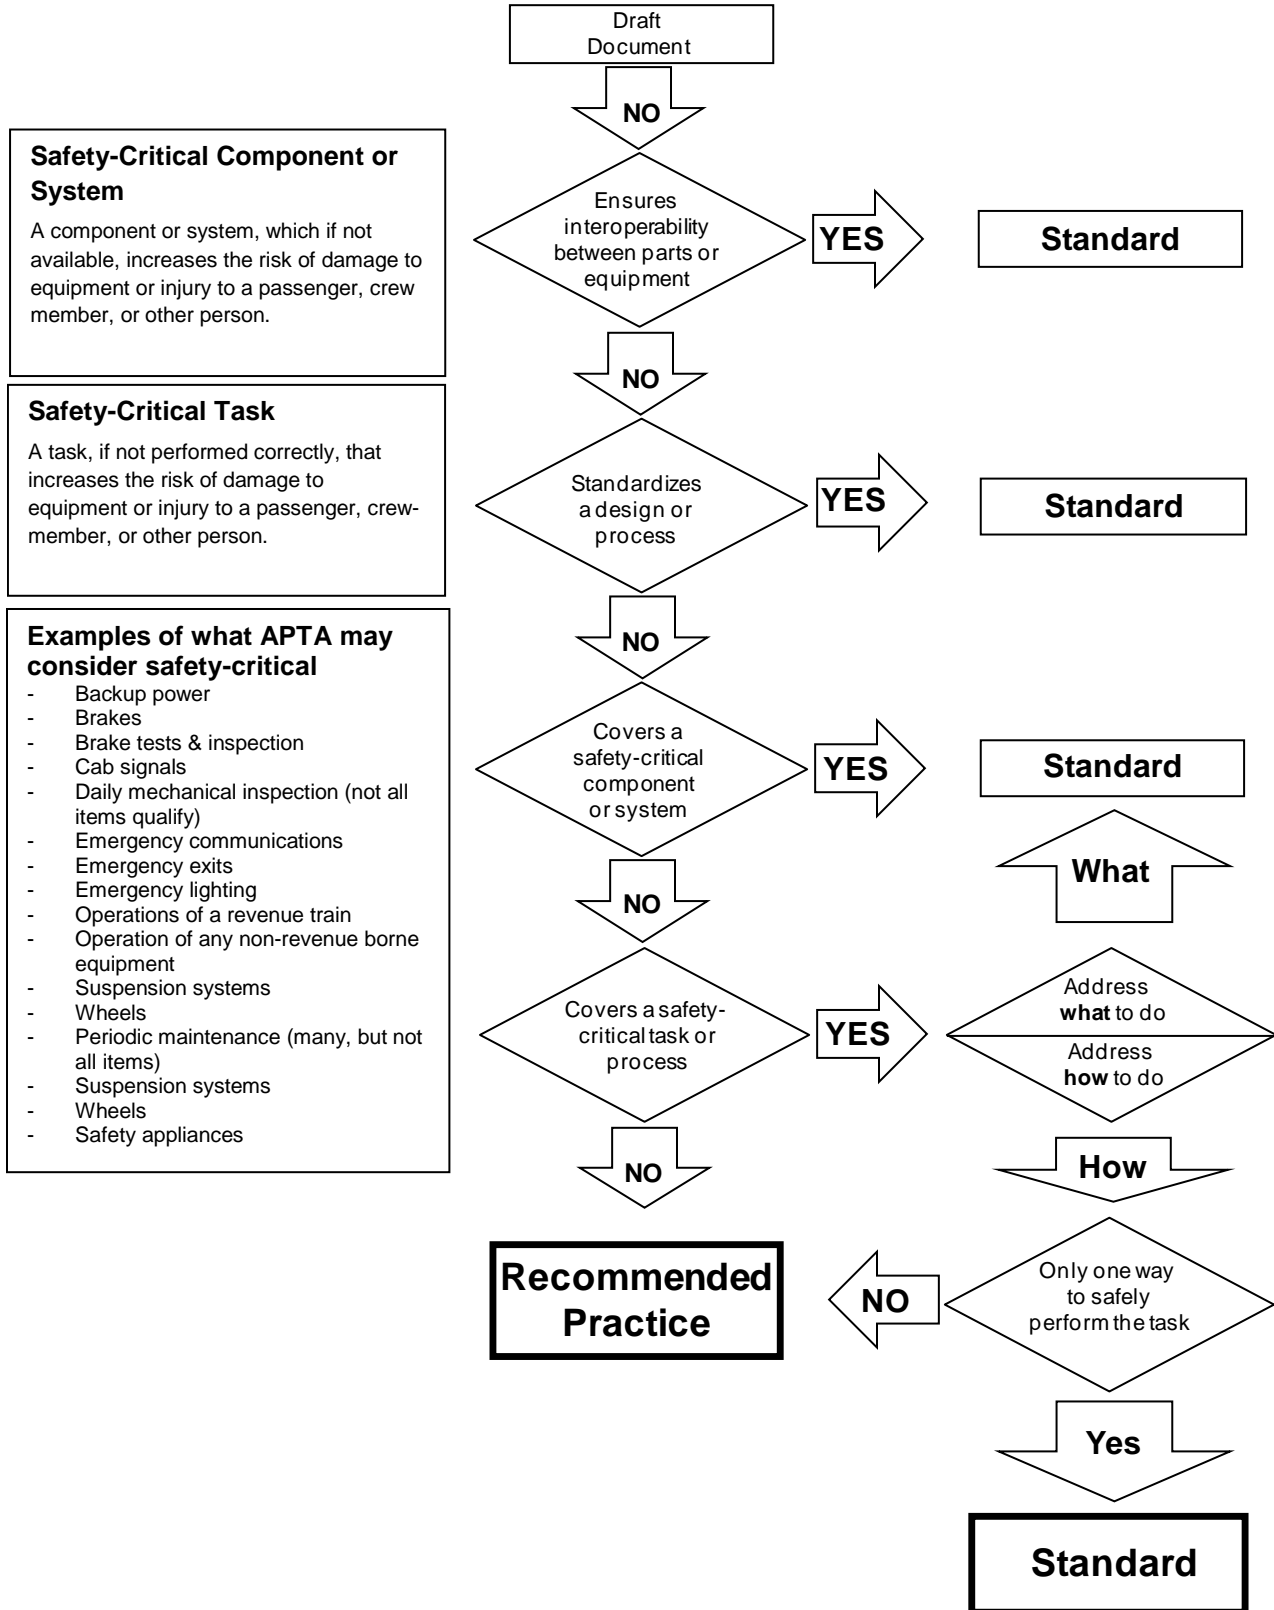 Draft
Document
NO
Safety-Critical Component or
System
A component or system, which if not
available, increases the risk of damage to
equipment or injury to a passenger, crew
member, or other person.
Ensures
interoperability
between parts or
equipment
YES
Standard
NO
Safety-Critical Task
A task, if not performed correctly, that
increases the risk of damage to
equipment or injury to a passenger, crew-
member, or other person.
Standardizes
a design or
process
YES
Standard
NO
Examples of what APTA may
consider safety-critical
- Backup power
- Brakes
- Brake tests & inspection
- Cab signals
- Daily mechanical inspection (not all
items qualify)
- Emergency communications
- Emergency exits
- Emergency lighting
- Operations of a revenue train
- Operation of any non-revenue borne
equipment
- Suspension systems
- Wheels
- Periodic maintenance (many, but not
all items)
- Suspension systems
- Wheels
- Safety appliances
Covers a
safety-critical
component
or system
YES
Standard
What
NO
Covers a safety-
critical task or
process
YES
Address
what to do
Address
how to do
NO
How
Recommended
Practice
NO
Only one way
to safely
perform the task
Yes
Standard